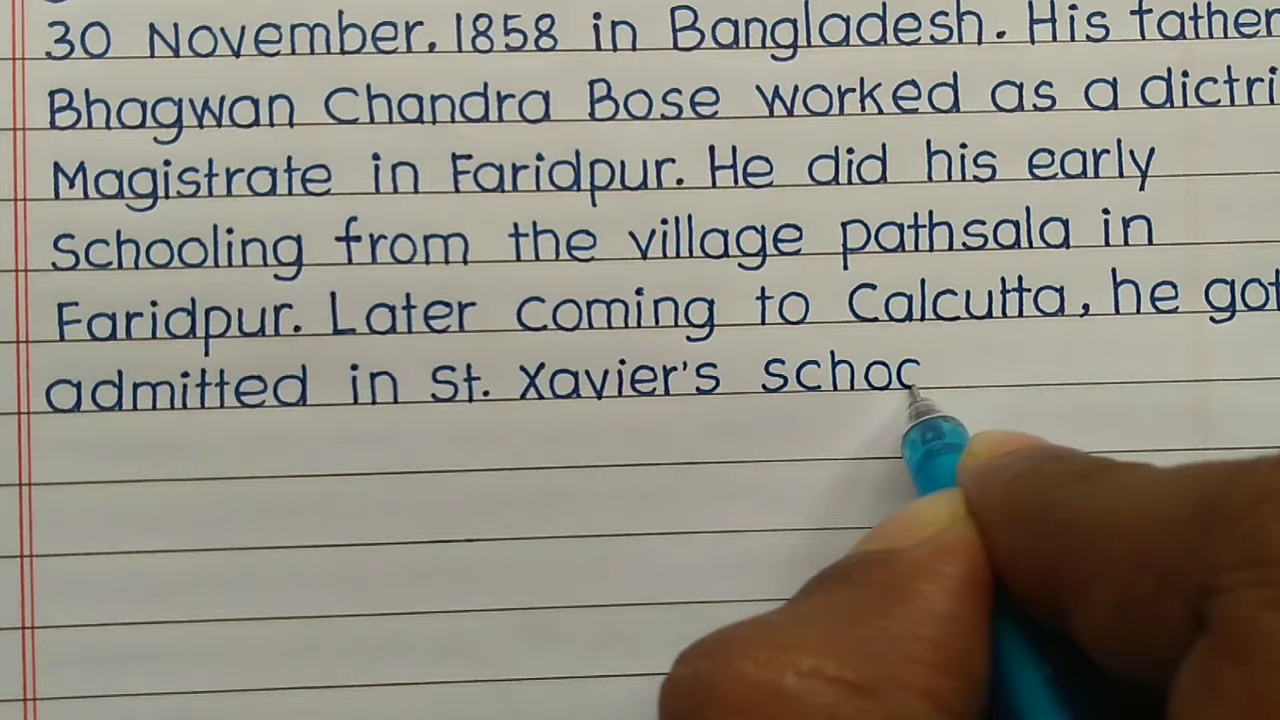 30 November, 1858 in Bangladesh. His father
Bhagwan Chandra Bose worked as a dictri
Magistrate in Faridpur. He did his early
schooling from the village pathsala in
Faridpur. Later coming to Calcutta, he got
admitted in St. Xavier's schoc